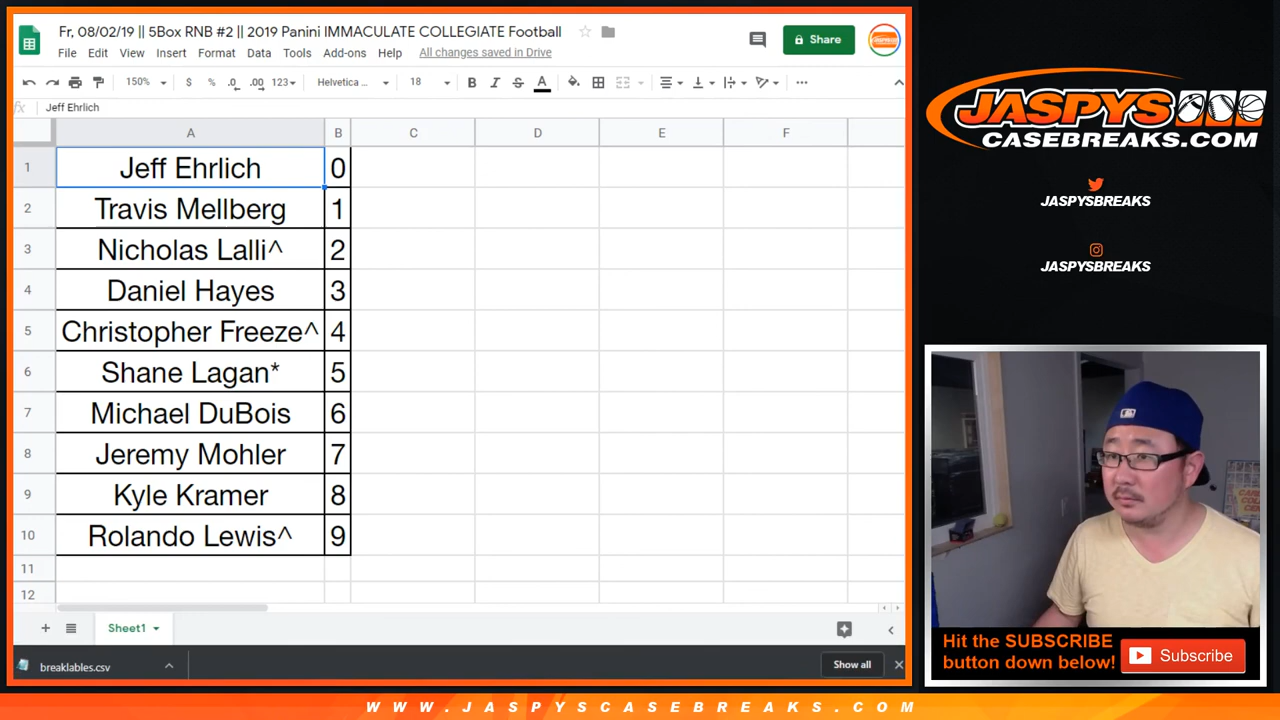 Fr, 08/02/19 || 5Box RNB #2 || 2019 Panini IMMACULATE COLLEGIATE Football
File Edit View Insert Format Data Tools Add-ons Help All changes saved in Drive
Share
150% $ % .0 .00 123 Helvetica ... 18 B I S A ...
fx Jeff Ehrlich
A B C D E F
1 Jeff Ehrlich 0
2 Travis Mellberg 1
3 Nicholas Lalli^ 2
4 Daniel Hayes 3
5 Christopher Freeze^ 4
6 Shane Lagan* 5
7 Michael DuBois 6
8 Jeremy Mohler 7
9 Kyle Kramer 8
10 Rolando Lewis^ 9
11
12
Sheet1
breaklables.csv
Show all
JASPYS
CASEBREAKS.COM
JASPYSBREAKS
JASPYSBREAKS
Hit the SUBSCRIBE
button down below!
Subscribe
WWW.JASPYSCASEBREAKS.COM